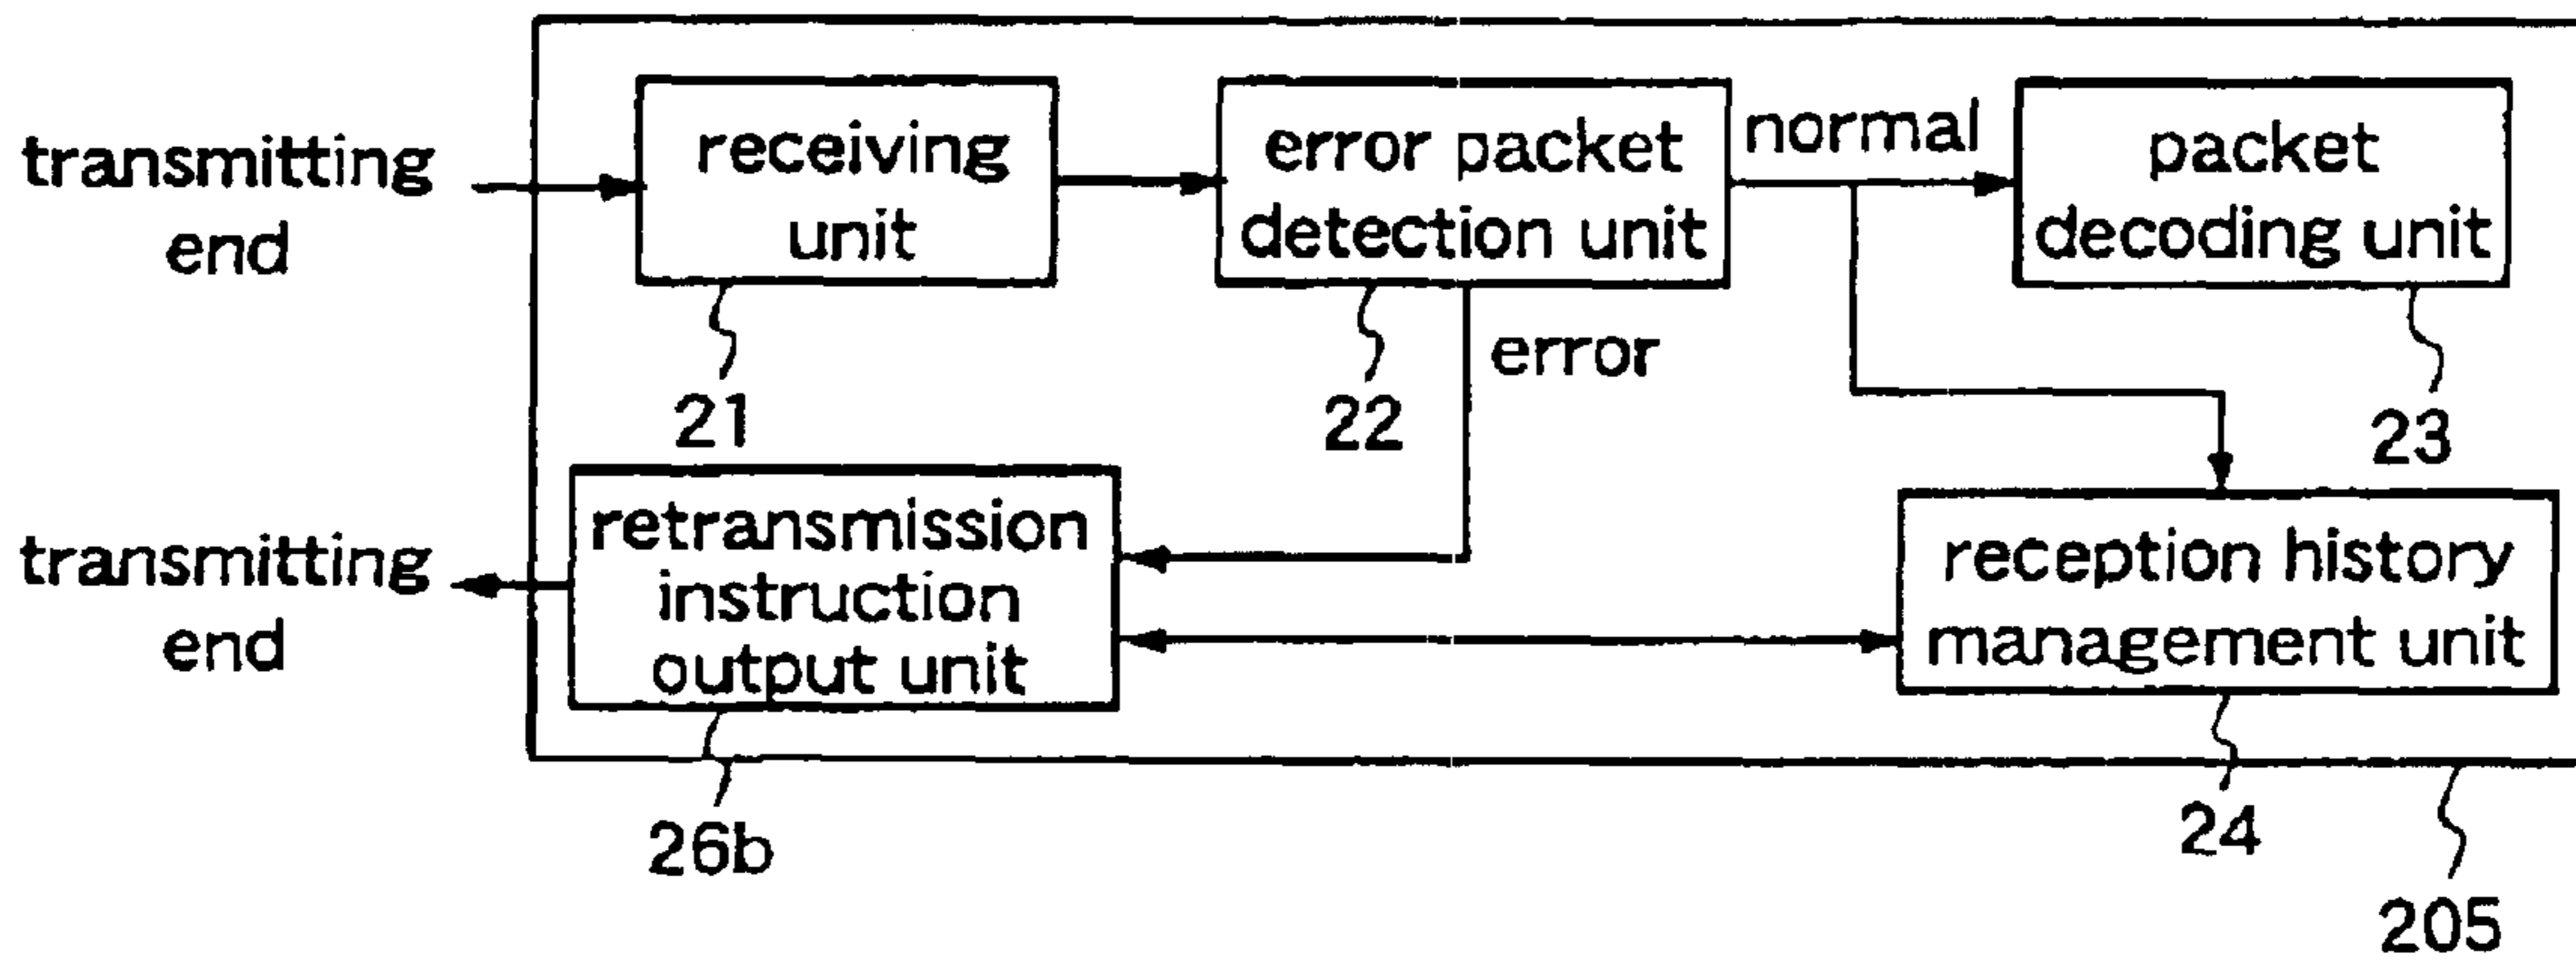 transmitting
end
receiving
unit
error packet
detection unit
normal
packet
decoding unit
21
22
error
23
transmitting
end
retransmission
instruction
output unit
reception history
management unit
26b
24
205